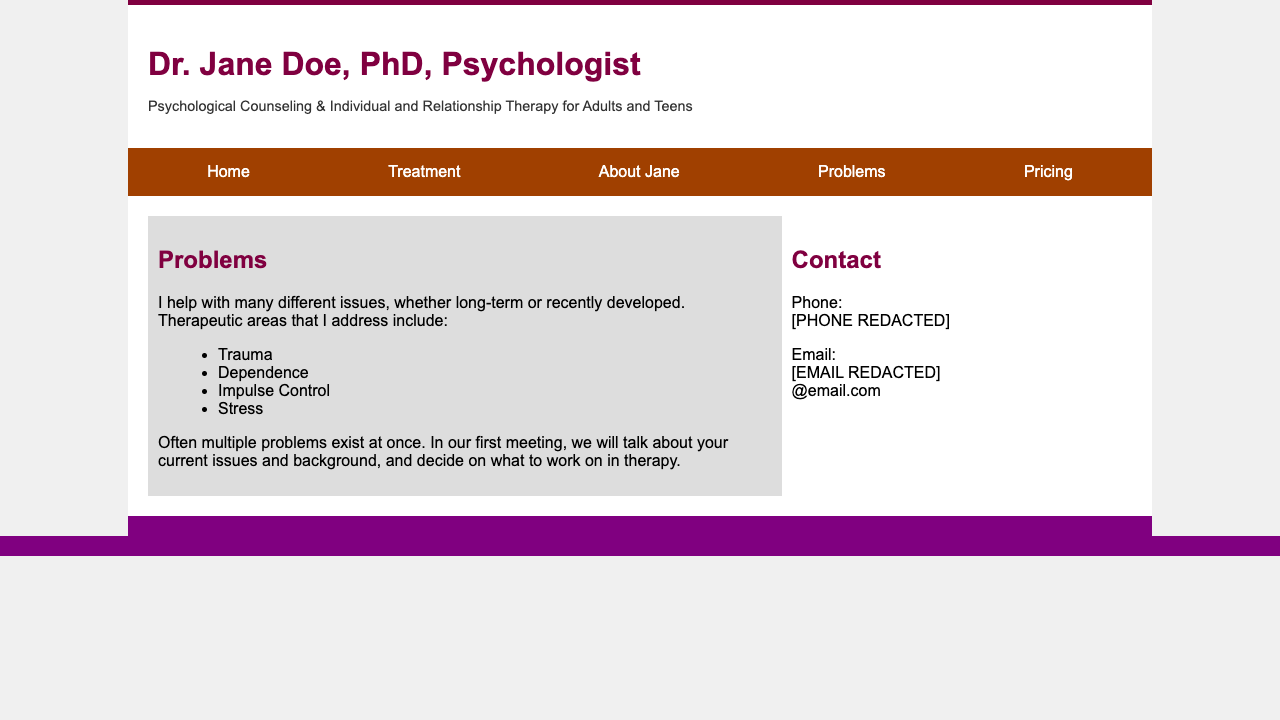 Dr. Jane Doe, PhD, Psychologist
Psychological Counseling & Individual and Relationship Therapy for Adults and Teens
Home
Treatment
About Jane
Problems
Pricing
Problems
I help with many different issues, whether long-term or recently developed.
Therapeutic areas that I address include:
Trauma
Dependence
Impulse Control
Stress
Often multiple problems exist at once. In our first meeting, we will talk about your
current issues and background, and decide on what to work on in therapy.
Contact
Phone:
[PHONE REDACTED]
Email:
[EMAIL REDACTED]
@email.com